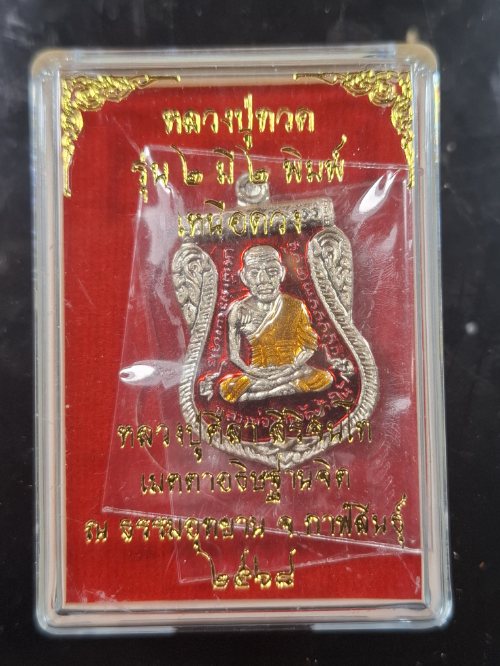 หลวงปู่ทวด
รุ่น ๒ มี ๒ พิมพ์
เหนือดวง
หลวงปู่ศิลา สิริจันโท
เมตตาอธิษฐานจิต
ณ ธรรมอุทยาน จ.กาฬสินธุ์
๒๕๖๘